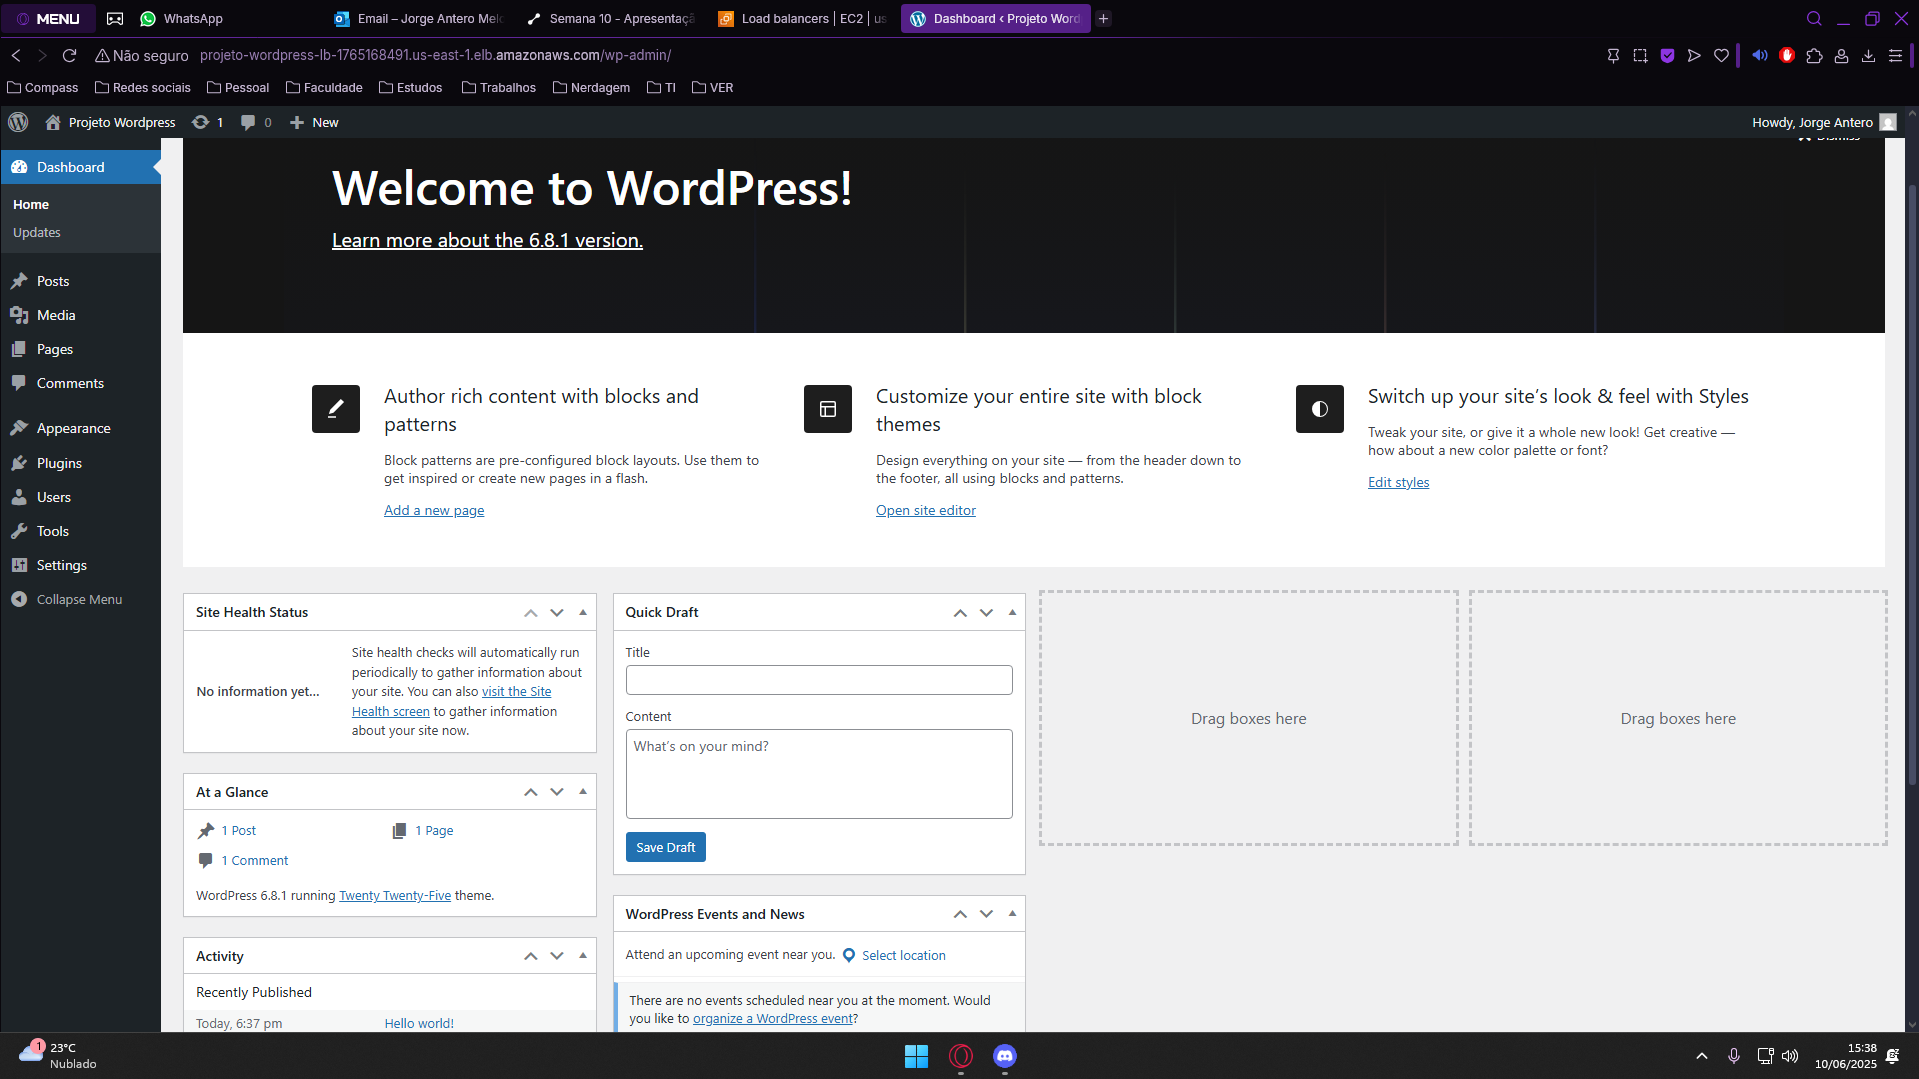 MENU
WhatsApp
Email – Jorge Antero Melo
Semana 10 - Apresentaçã
Load balancers | EC2 | us
Dashboard ‹ Projeto Word
Não seguro
projeto-wordpress-lb-1765168491.us-east-1.elb.amazonaws.com/wp-admin/
Compass
Redes sociais
Pessoal
Faculdade
Estudos
Trabalhos
Nerdagem
TI
VER
Projeto Wordpress
1
0
New
Howdy, Jorge Antero
Dismiss
Dashboard
Home
Updates
Posts
Media
Pages
Comments
Appearance
Plugins
Users
Tools
Settings
Collapse Menu
Welcome to WordPress!
Learn more about the 6.8.1 version.
Author rich content with blocks and
patterns
Block patterns are pre-configured block layouts. Use them to
get inspired or create new pages in a flash.
Add a new page
Customize your entire site with block
themes
Design everything on your site — from the header down to
the footer, all using blocks and patterns.
Open site editor
Switch up your site’s look & feel with Styles
Tweak your site, or give it a whole new look! Get creative —
how about a new color palette or font?
Edit styles
Site Health Status
No information yet…
Site health checks will automatically run
periodically to gather information about
your site. You can also visit the Site
Health screen to gather information
about your site now.
At a Glance
1 Post
1 Page
1 Comment
WordPress 6.8.1 running Twenty Twenty-Five theme.
Activity
Recently Published
Today, 6:37 pm
Hello world!
Quick Draft
Title
Content
What’s on your mind?
Save Draft
WordPress Events and News
Attend an upcoming event near you.
Select location
There are no events scheduled near you at the moment. Would
you like to organize a WordPress event?
Drag boxes here
Drag boxes here
1
23°C
Nublado
15:38
10/06/2025